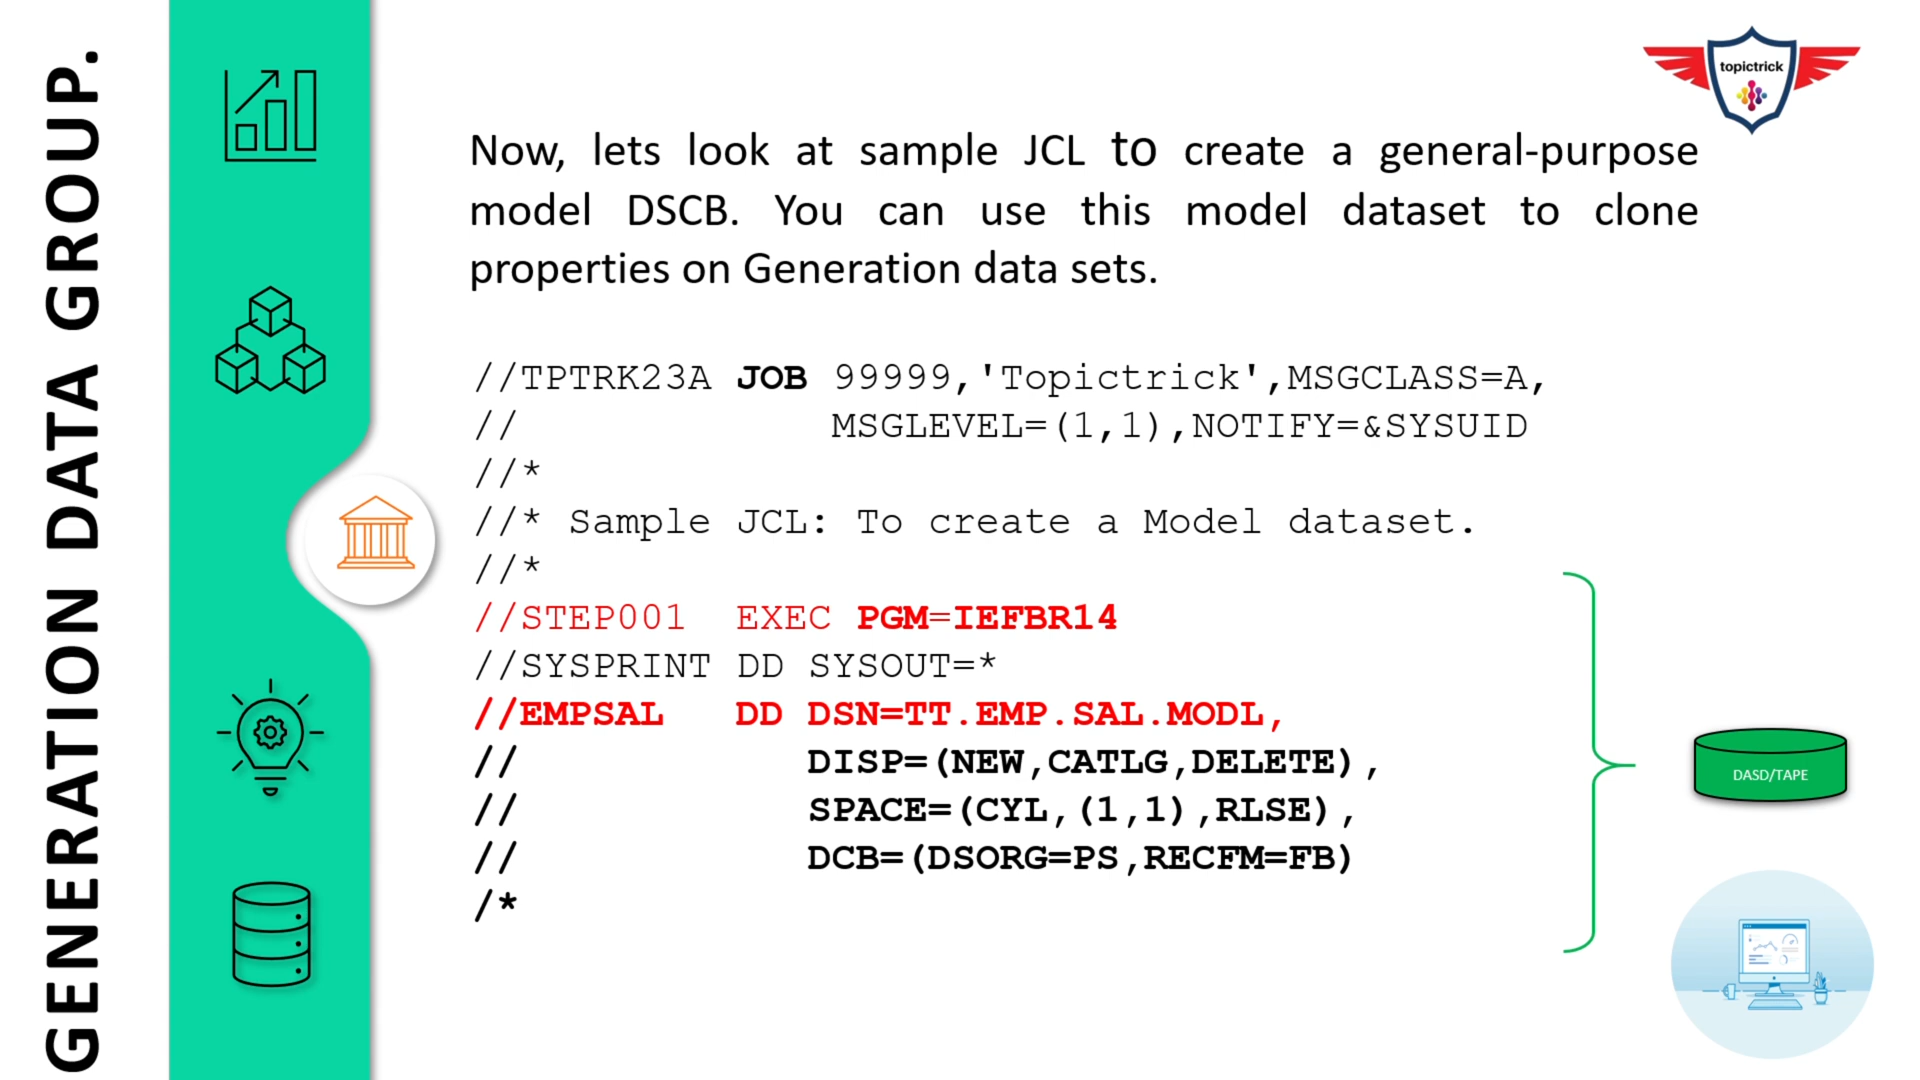 GENERATION DATA GROUP.
topictrick
Now, lets look at sample JCL to create a general-purpose
model DSCB. You can use this model dataset to clone
properties on Generation data sets.
//TPTRK23A JOB 99999,'Topictrick',MSGCLASS=A,
//             MSGLEVEL=(1,1),NOTIFY=&SYSUID
//*
//* Sample JCL: To create a Model dataset.
//*
//STEP001  EXEC PGM=IEFBR14
//SYSPRINT DD SYSOUT=*
//EMPSAL   DD DSN=TT.EMP.SAL.MODL,
//            DISP=(NEW,CATLG,DELETE),
//            SPACE=(CYL,(1,1),RLSE),
//            DCB=(DSORG=PS,RECFM=FB)
/*
DASD/TAPE